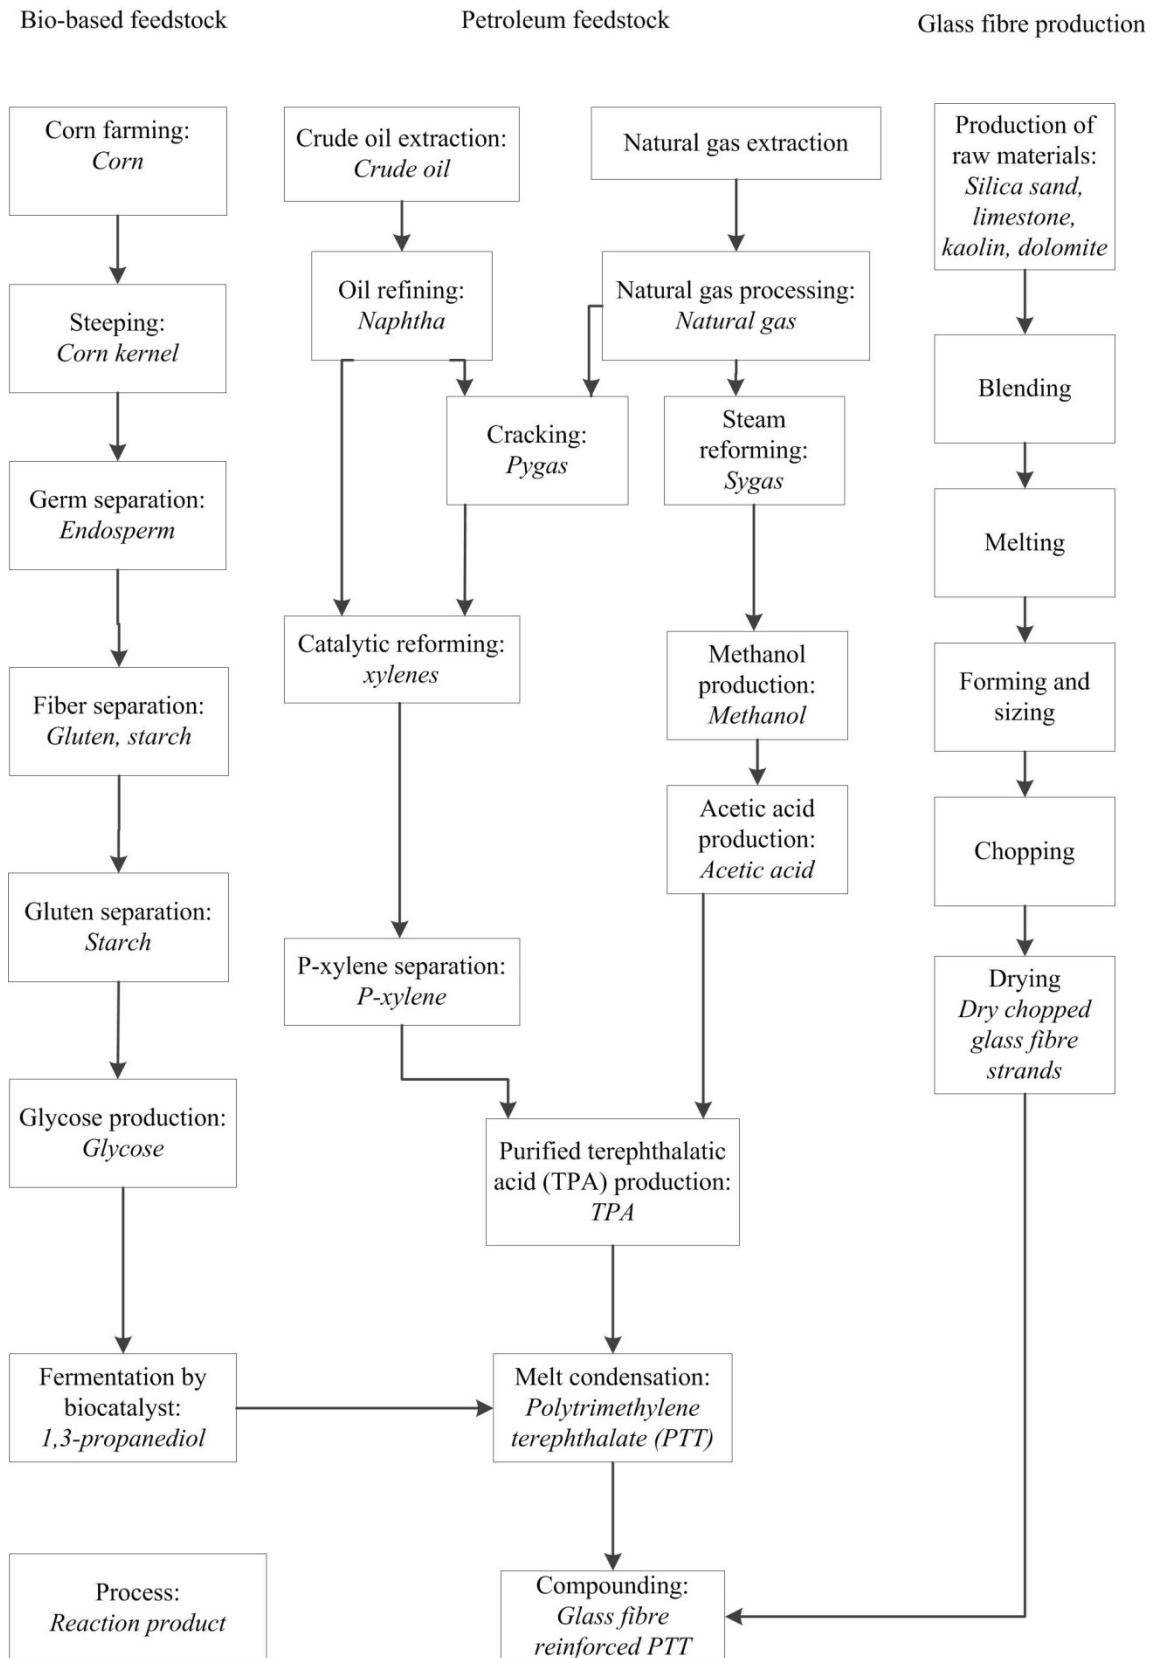 Bio-based feedstock
Petroleum feedstock
Glass fibre production
Corn farming:
Corn
Steeping:
Corn kernel
Germ separation:
Endosperm
Fiber separation:
Gluten, starch
Gluten separation:
Starch
Glycose production:
Glycose
Fermentation by
biocatalyst:
1,3-propanediol
Process:
Reaction product
Crude oil extraction:
Crude oil
Natural gas extraction
Oil refining:
Naphtha
Natural gas processing:
Natural gas
Cracking:
Pygas
Steam
reforming:
Sygas
Catalytic reforming:
xylenes
Methanol
production:
Methanol
Acetic acid
production:
Acetic acid
P-xylene separation:
P-xylene
Purified terephthalatic
acid (TPA) production:
TPA
Melt condensation:
Polytrimethylene
terephthalate (PTT)
Compounding:
Glass fibre
reinforced PTT
Production of
raw materials:
Silica sand,
limestone,
kaolin, dolomite
Blending
Melting
Forming and
sizing
Chopping
Drying
Dry chopped
glass fibre
strands